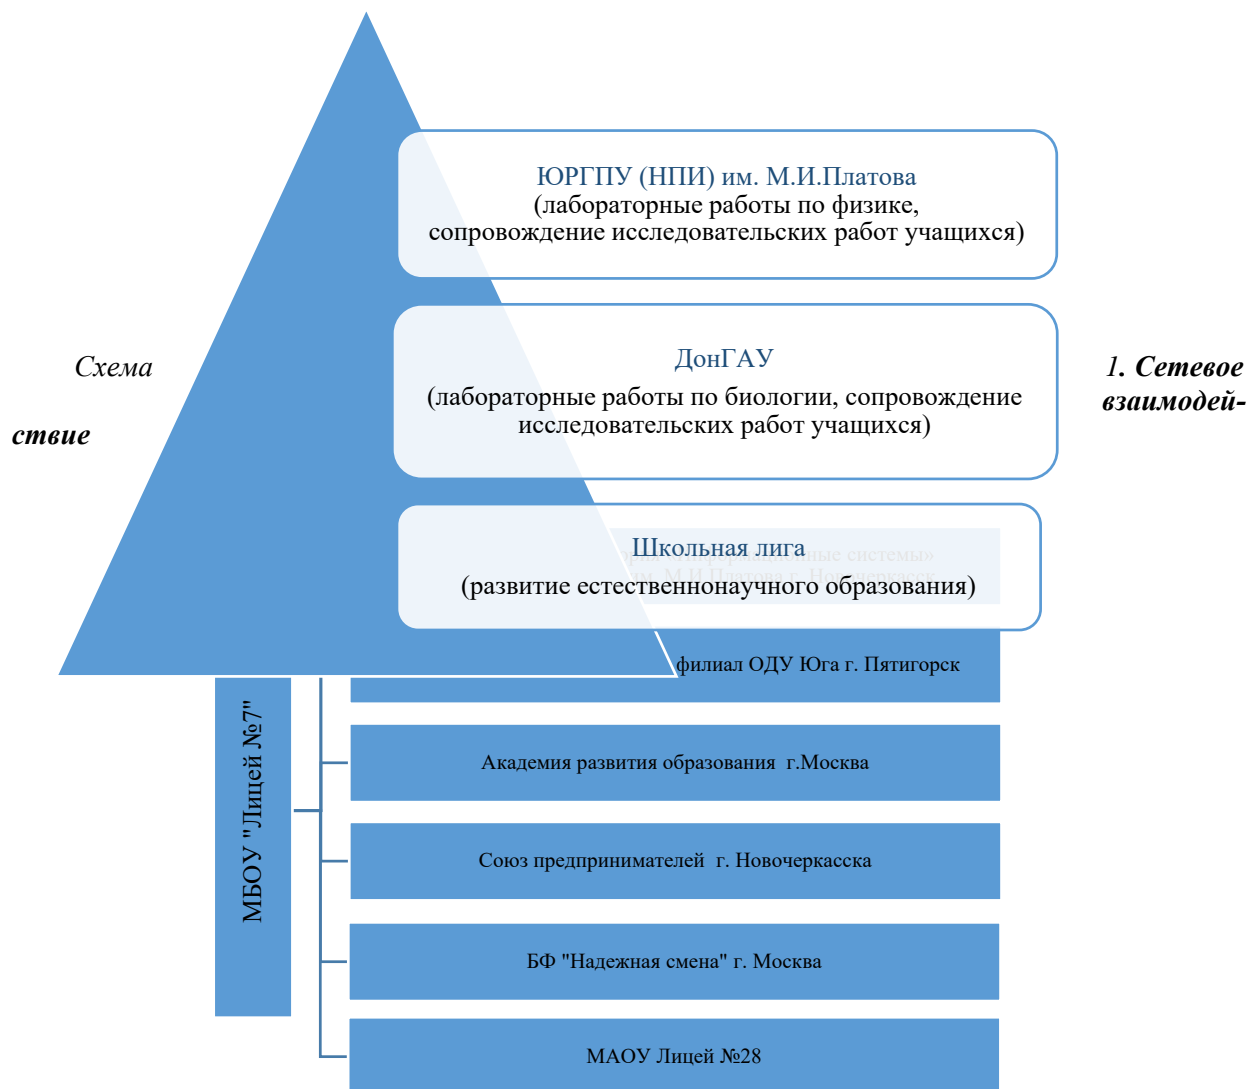 ЮРГПУ (НПИ) им. М.И.Платова
(лабораторные работы по физике,
сопровождение исследовательских работ учащихся)
Схема
1. Сетевое
взаимодей-
ствие
ДонГАУ
(лабораторные работы по биологии, сопровождение
исследовательских работ учащихся)
Школьная лига
(развитие естественнонаучного образования)
филиал ОДУ Юга г. Пятигорск
МБОУ "Лицей №7"
Академия развития образования г.Москва
Союз предпринимателей г. Новочеркасска
БФ "Надежная смена" г. Москва
МАОУ Лицей №28